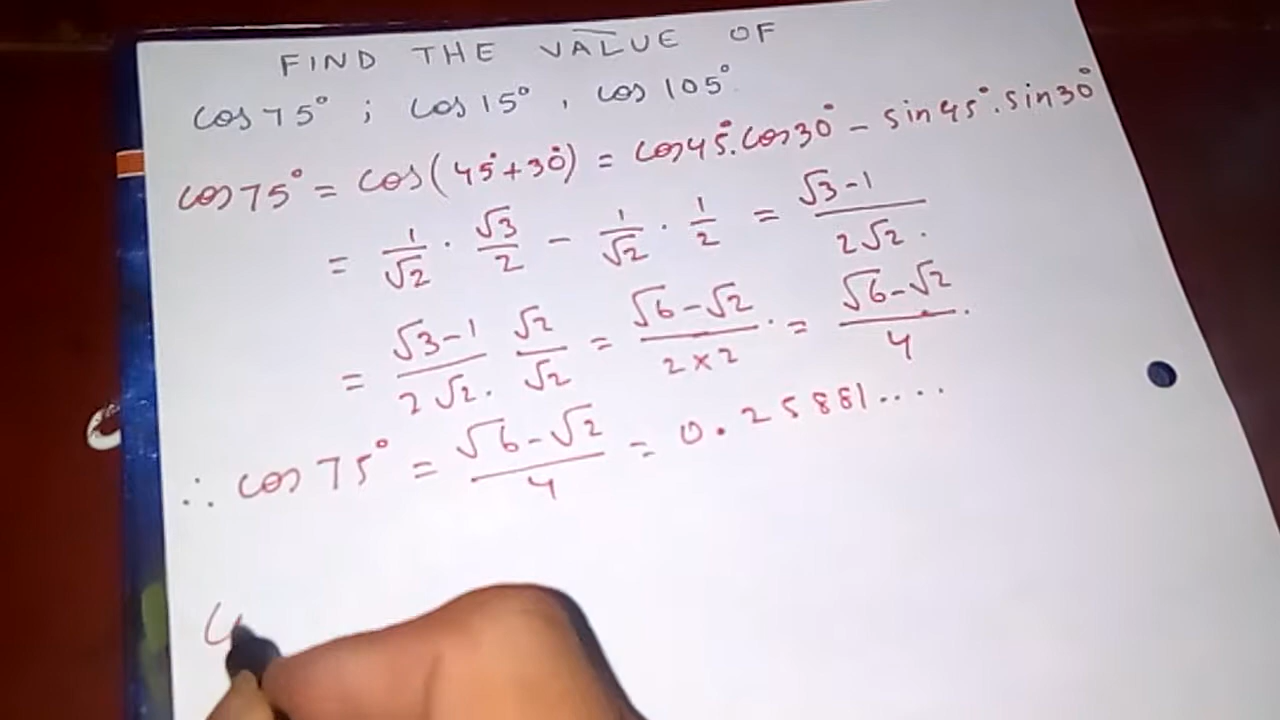 FIND THE VALUE OF
cos 75° ; cos 15° , cos 105°
cos 75° = cos(45°+30°) = cos45°.cos30° - sin45°.sin30°
= 1/√2 · √3/2 - 1/√2 · 1/2 = √3-1/2√2.
= √3-1/2√2. √2/√2 = √6-√2/2×2. = √6-√2/4.
∴ cos 75° = √6-√2/4 = 0.25881....